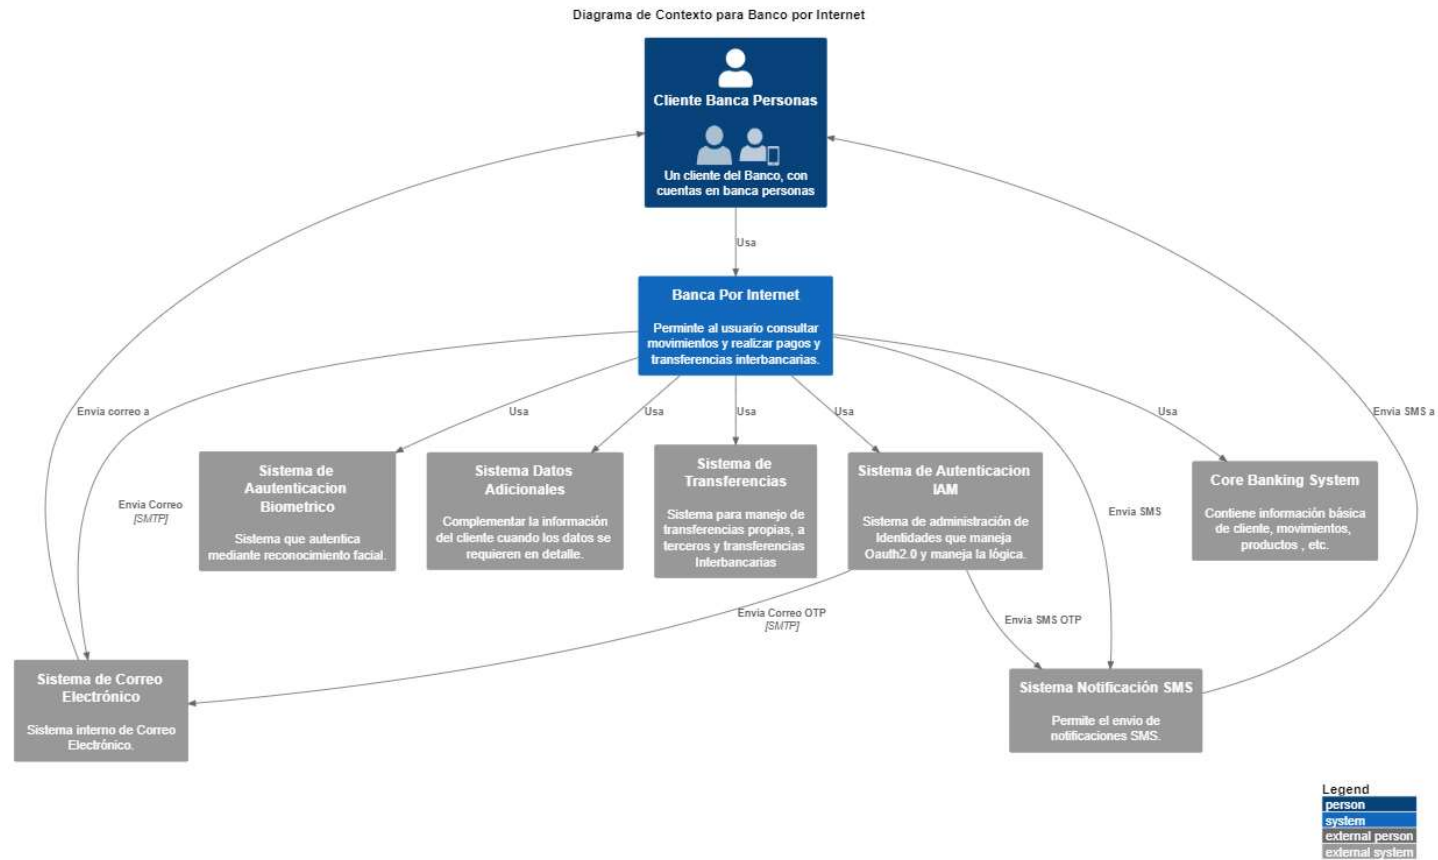 Diagrama de Contexto para Banco por Internet
Cliente Banca Personas
Un cliente del Banco, con
cuentas en banca personas
Usa
Banca Por Internet
Perminte al usuario consultar
movimientos y realizar pagos y
transferencias interbancarias.
Envia correo a
Usa
Usa
Usa
Usa
Usa
Envia SMS a
Sistema de
Aautenticacion
Biometrico
Sistema que autentica
mediante reconocimiento facial.
Sistema Datos
Adicionales
Complementar la información
del cliente cuando los datos se
requieren en detalle.
Sistema de
Transferencias
Sistema para manejo de
transferencias propias, a
terceros y transferencias
Interbancarias
Sistema de Autenticacion
IAM
Sistema de administración de
Identidades que maneja
Oauth2.0 y maneja la lógica.
Core Banking System
Contiene información básica
de cliente, movimientos,
productos , etc.
Envia Correo
[SMTP]
Envia SMS
Envia Correo OTP
[SMTP]
Envia SMS OTP
Sistema de Correo
Electrónico
Sistema interno de Correo
Electrónico.
Sistema Notificación SMS
Permite el envio de
notificaciones SMS.
Legend
person
system
external person
external system